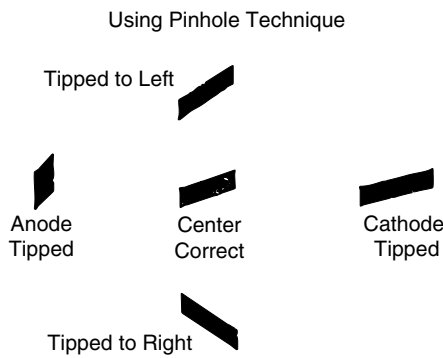 Using Pinhole Technique
Tipped to Left
Anode
Tipped
Center
Correct
Cathode
Tipped
Tipped to Right